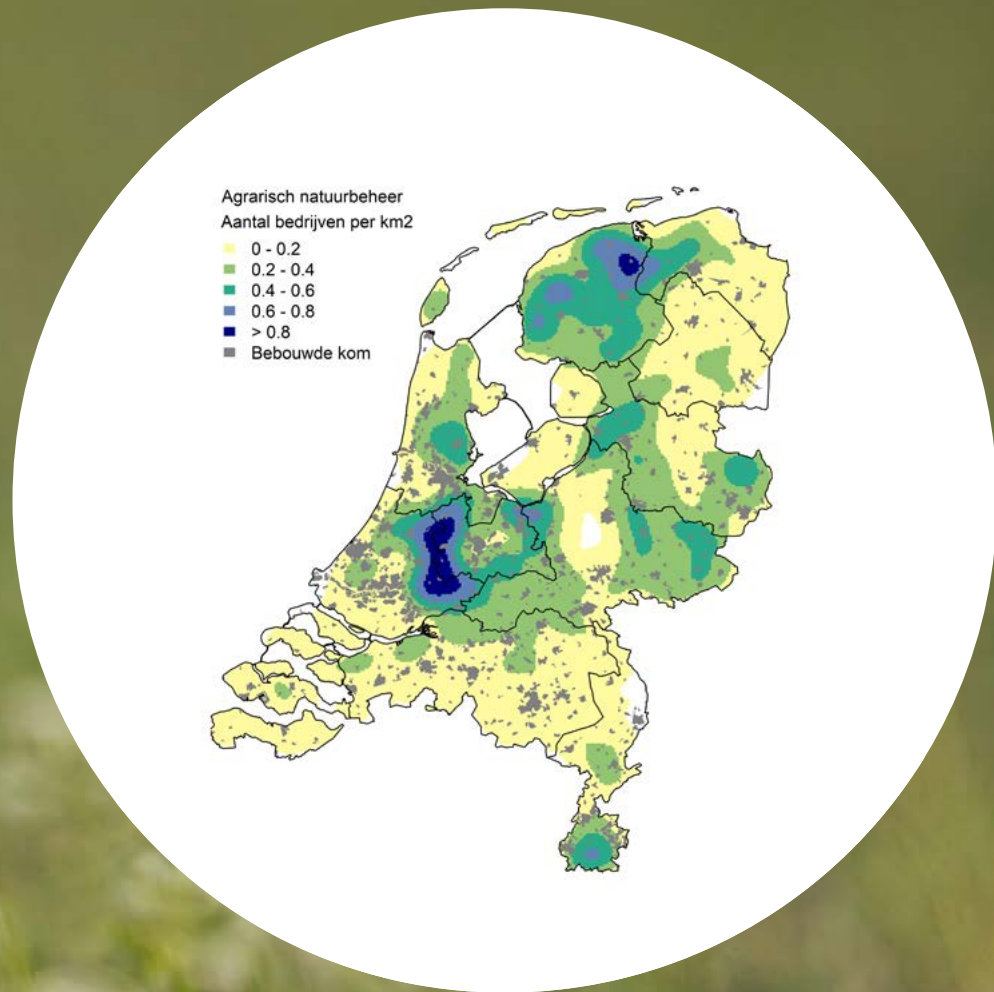 Agrarisch natuurbeheer
Aantal bedrijven per km2
0 - 0.2
0.2 - 0.4
0.4 - 0.6
0.6 - 0.8
> 0.8
Bebouwde kom